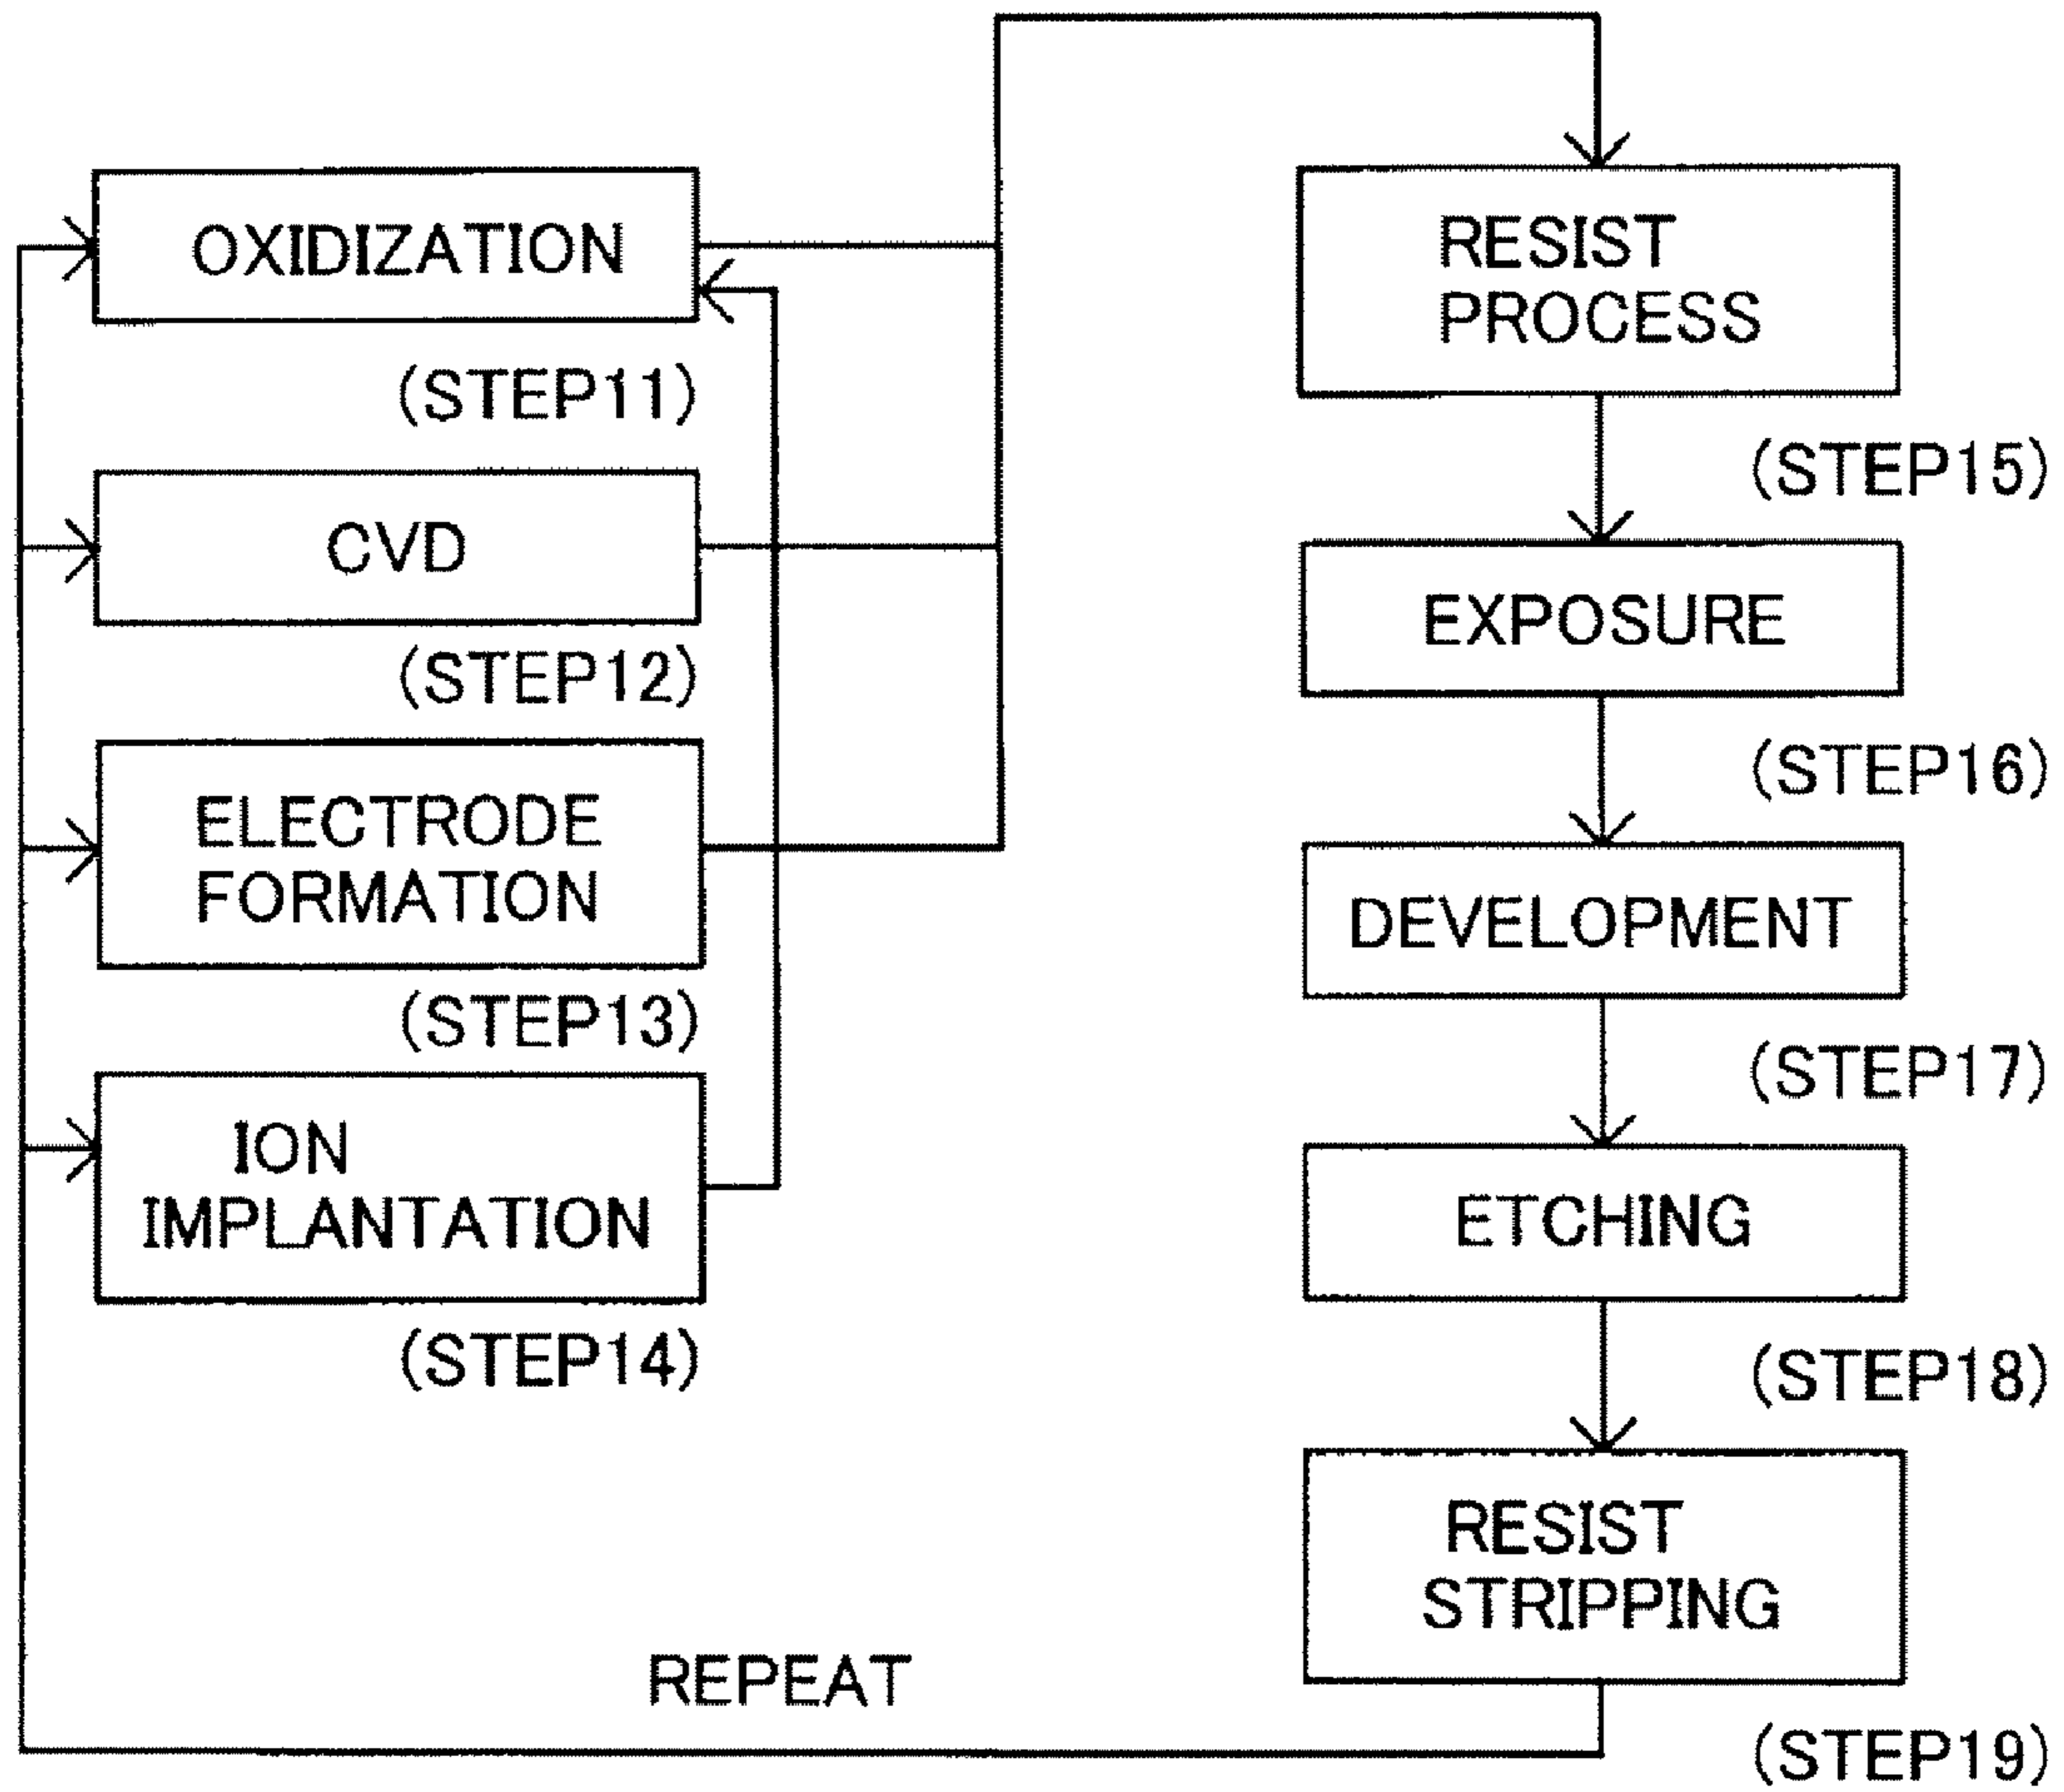 OXIDIZATION
(STEP11)
CVD
(STEP12)
ELECTRODE
FORMATION
(STEP13)
ION
IMPLANTATION
(STEP14)
RESIST
PROCESS
(STEP15)
EXPOSURE
(STEP16)
DEVELOPMENT
(STEP17)
ETCHING
(STEP18)
RESIST
STRIPPING
(STEP19)
REPEAT